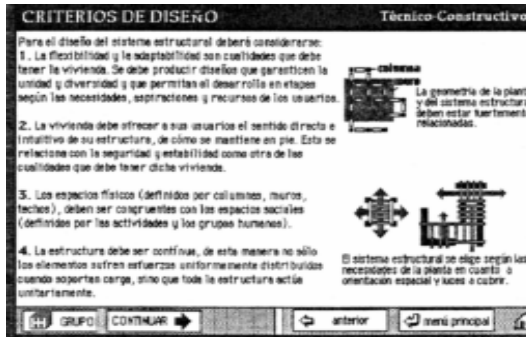 CRITERIOS DE DISEÑO
Técnico-Constructivo
Para el diseño del sistema estructural deberá considerarse:
1. La flexibilidad y la adaptabilidad son cualidades que debe
tener la vivienda. Se debe producir diseños que garanticen la
unidad y diversidad y que permitan el desarrollo en etapas
según las necesidades, aspiraciones y recursos de los usuarios.
2. La vivienda debe ofrecer a sus usuarios el sentido directo e
intuitivo de su estructura, de cómo se mantiene en pie. Esto se
relaciona con la seguridad y estabilidad como otra de las
cualidades que debe tener dicha vivienda.
3. Los espacios físicos (definidos por columnas, muros,
techos), deben ser congruentes con los espacios sociales
(definidos por las actividades y los grupos humanos).
4. La estructura debe ser contínua, de esta manera no sólo
los elementos sufren esfuerzos uniformemente distribuidos
cuando soportan carga, sino que toda la estructura actúa
unitariamente.
columna
La geometría de la planta
y del sistema estructural
deben estar fuertemente
relacionadas.
El sistema estructural se elige según las
necesidades de la planta en cuanto a
orientación espacial y luces a cubrir.
GRUPO
CONTINUAR
anterior
menú principal